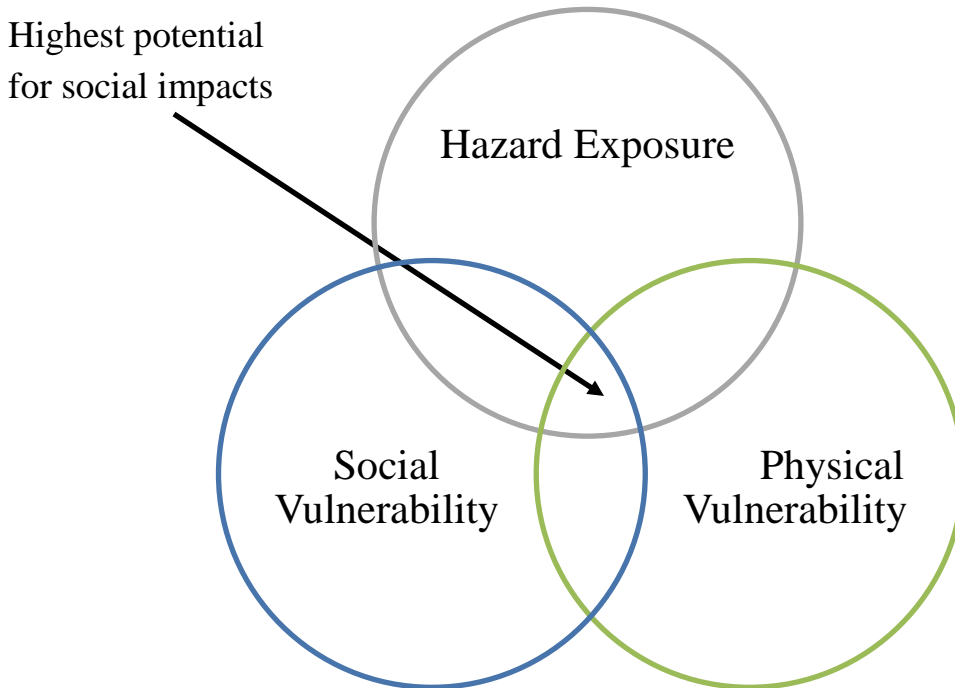 Highest potential
for social impacts
Hazard Exposure
Social
Vulnerability
Physical
Vulnerability